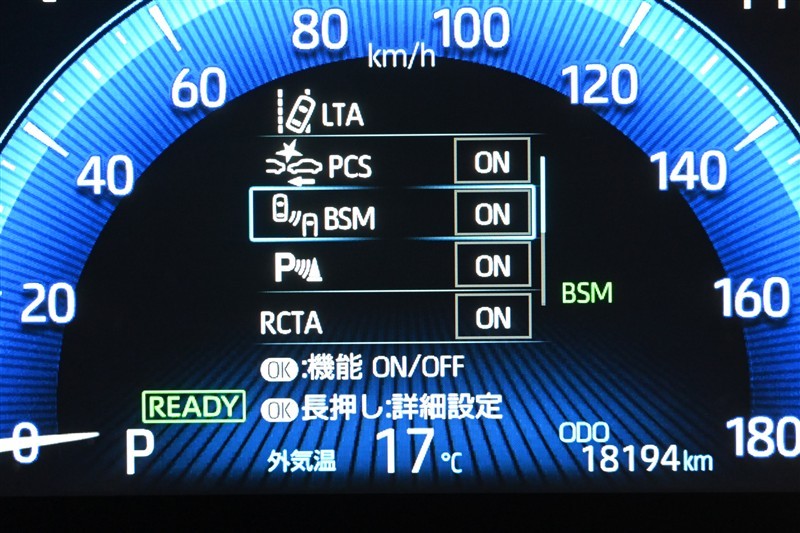 80
100
km/h
60
120
LTA
40
PCS ON
140
BSM ON
P ON
BSM
20
160
RCTA ON
OK:機能 ON/OFF
READY
OK長押し:詳細設定
0
P
外気温 17℃
ODO
18194km
180